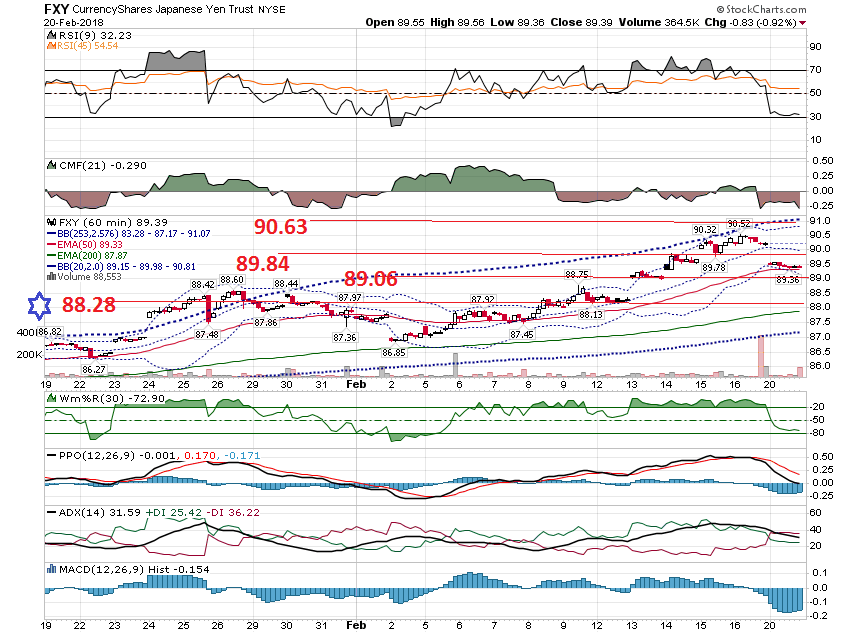 FXY CurrencyShares Japanese Yen Trust NYSE
© StockCharts.com
20-Feb-2018
Open 89.55 High 89.56 Low 89.36 Close 89.39 Volume 364.5K Chg -0.83 (-0.92%)
RSI(9) 32.23
RSI(45) 54.54
90
70
50
30
10
CMF(21) -0.290
0.50
0.25
0.00
-0.25
FXY (60 min) 89.39
BB(253,2.576) 83.28 - 87.17 - 91.07
EMA(50) 89.33
EMA(200) 87.87
BB(20,2.0) 89.15 - 89.98 - 90.81
Volume 88,553
90.63
89.84
89.06
88.28
91.0
90.5
90.0
89.5
89.0
88.5
88.0
87.5
87.0
86.5
86.0
400K
200K
86.82
86.27
88.42
87.48
88.60
87.86
88.44
87.97
87.36
86.85
87.92
87.45
88.75
88.13
90.32
89.78
90.52
89.36
19 22 23 24 25 26 29 30 31 Feb 2 5 6 7 8 9 12 13 14 15 16 20
Wm%R(30) -72.90
-20
-50
-80
PPO(12,26,9) -0.001, 0.170, -0.171
0.50
0.25
0.00
-0.25
ADX(14) 31.59 +DI 25.42 -DI 36.22
60
40
20
MACD(12,26,9) Hist -0.154
0.1
0.0
-0.1
-0.2
19 22 23 24 25 26 29 30 31 Feb 2 5 6 7 8 9 12 13 14 15 16 20